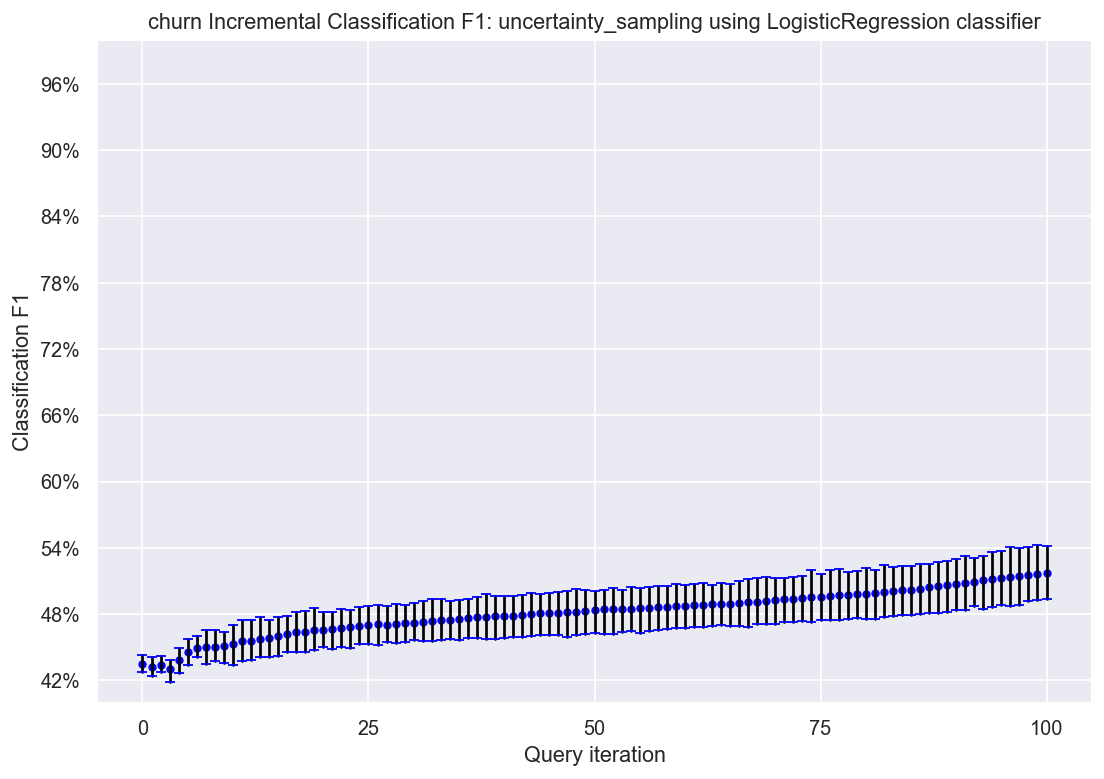 churn Incremental Classification F1: uncertainty_sampling using LogisticRegression classifier
96%
90%
84%
78%
72%
66%
60%
54%
48%
42%
Classification F1
0 25 50 75 100
Query iteration